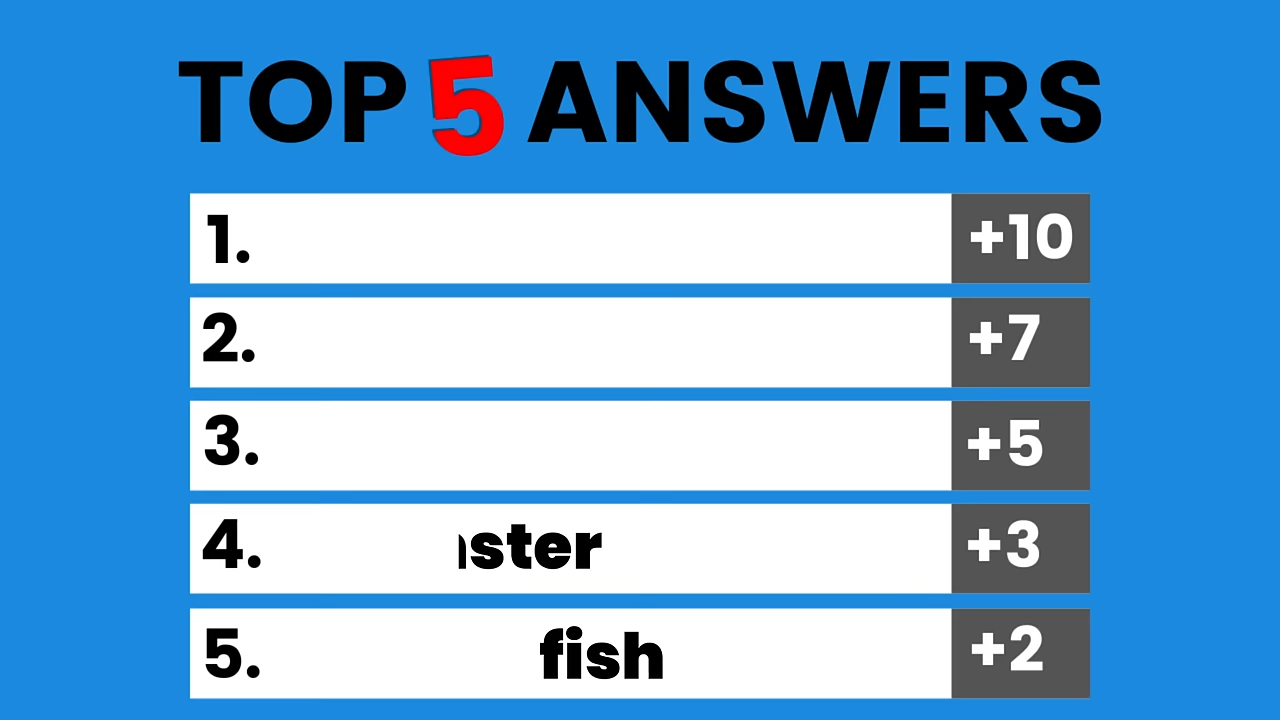 TOP 5 ANSWERS
1. +10
2. +7
3. +5
4. ster +3
5. fish +2